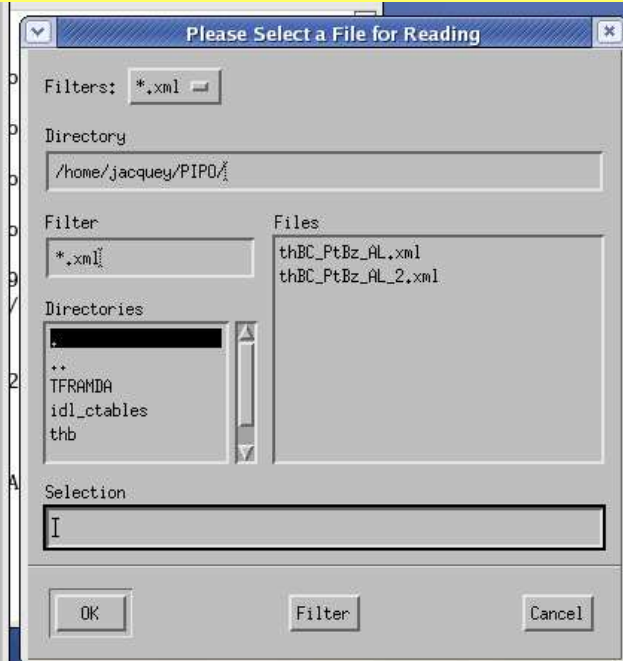 Please Select a File for Reading
Filters: *.xml
Directory
/home/jacquey/PIPO/
Filter
*.xml
Files
thBC_PtBz_AL.xml
thBC_PtBz_AL_2.xml
Directories
.
..
TFRAMDA
idl_ctables
thb
Selection
OK
Filter
Cancel